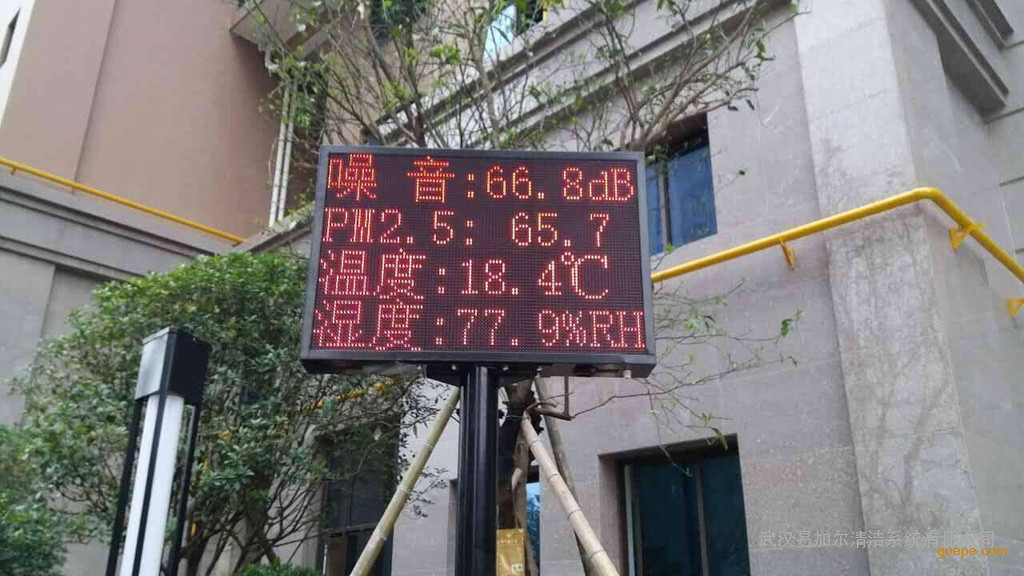 噪 音:66.8dB
PM2.5: 65.7
温度:18.4℃
湿度:77.9%RH
武汉易加尔清洁系统有限公司
goepe.com